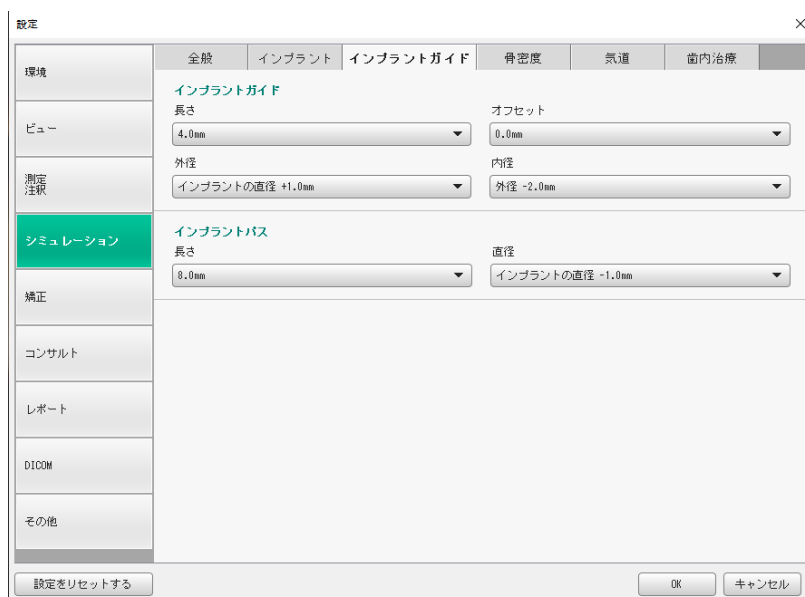 設定
環境
ビュー
測定
注釈
シミュレーション
矯正
コンサルト
レポート
DICOM
その他
全般 インプラント インプラントガイド 骨密度 気道 歯内治療
インプラントガイド
長さ オフセット
4.0mm 0.0mm
外径 内径
インプラントの直径 +1.0mm 外径 -2.0mm
インプラントパス
長さ 直径
8.0mm インプラントの直径 -1.0mm
設定をリセットする OK キャンセル